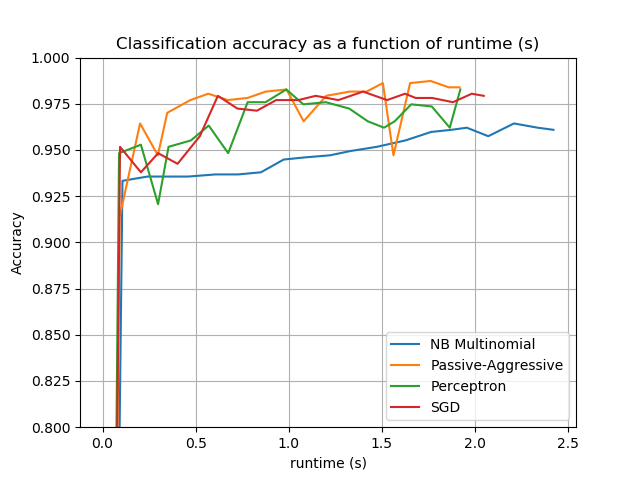 Classification accuracy as a function of runtime (s)
1.000
0.975
0.950
0.925
0.900
0.875
0.850
0.825
0.800
Accuracy
NB Multinomial
Passive-Aggressive
Perceptron
SGD
0.0 0.5 1.0 1.5 2.0 2.5
runtime (s)